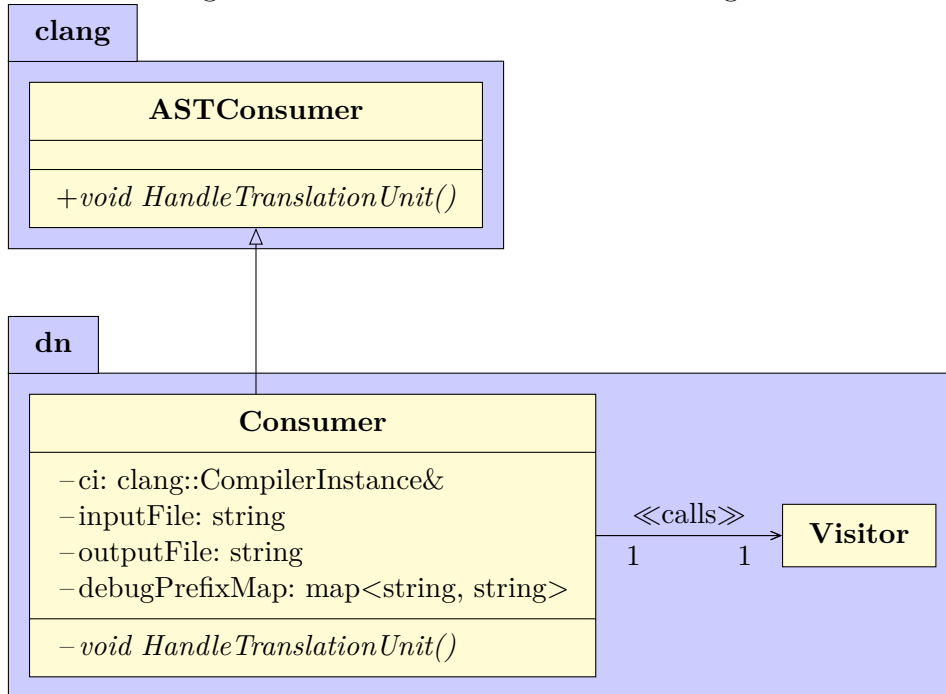 clang
ASTConsumer
+void HandleTranslationUnit()
dn
Consumer
–ci: clang::CompilerInstance&
–inputFile: string
–outputFile: string
–debugPrefixMap: map<string, string>
–void HandleTranslationUnit()
≪calls≫
1 1
Visitor